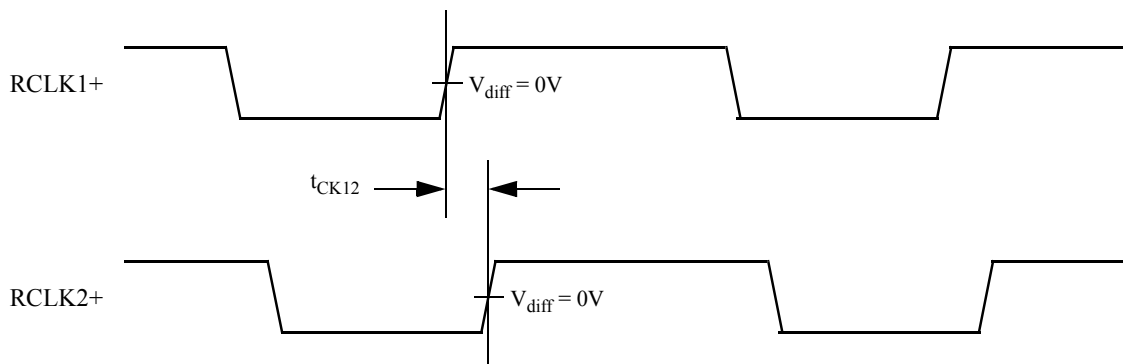 RCLK1+
V_diff = 0V
t_CK12
RCLK2+
V_diff = 0V